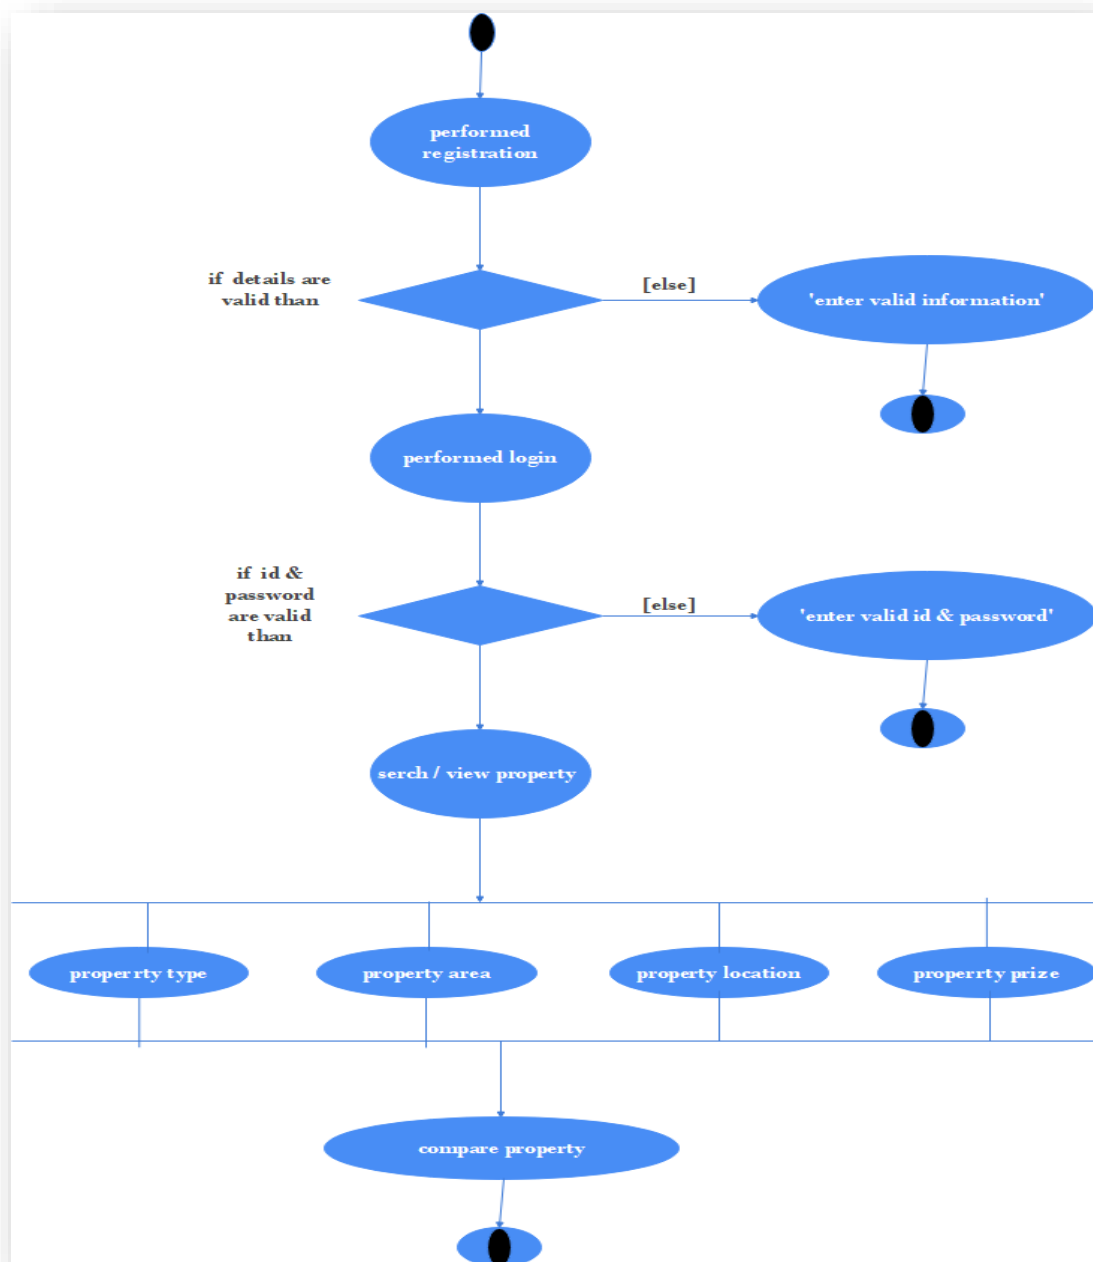 performed
registration
if details are
valid than
[else]
'enter valid information'
performed login
if id &
password
are valid
than
[else]
'enter valid id & password'
serch / view property
properrty type
property area
property location
properrty prize
compare property